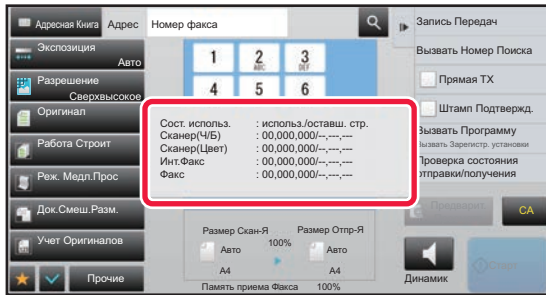 Адресная Книга
Адрес
Номер факса
Запись Передач
Экспозиция
Авто
Вызвать Номер Поиска
1
2
ABC
3
DEF
Разрешение
Сверхвысокое
Прямая TX
4
5
6
Оригинал
Штамп Подтвержд.
Сост. использ. : использ./оставш. стр.
Сканер(Ч/Б) : 00,000,000/--,---,---
Сканер(Цвет) : 00,000,000/--,---,---
Инт.Факс : 00,000,000/--,---,---
Факс : 00,000,000/--,---,---
Вызвать Программу
Вызвать Зарегистр. установки
Работа Строит
Проверка состояния
отправки/получения
Реж. Медл.Прос
Док.Смеш.Разм.
Предпросмот
CA
Размер Скан-Я
Размер Отпр-Я
Учет Оригиналов
Авто
100%
Авто
A4
A4
Прочие
Память приема Факса 100%
Динамик